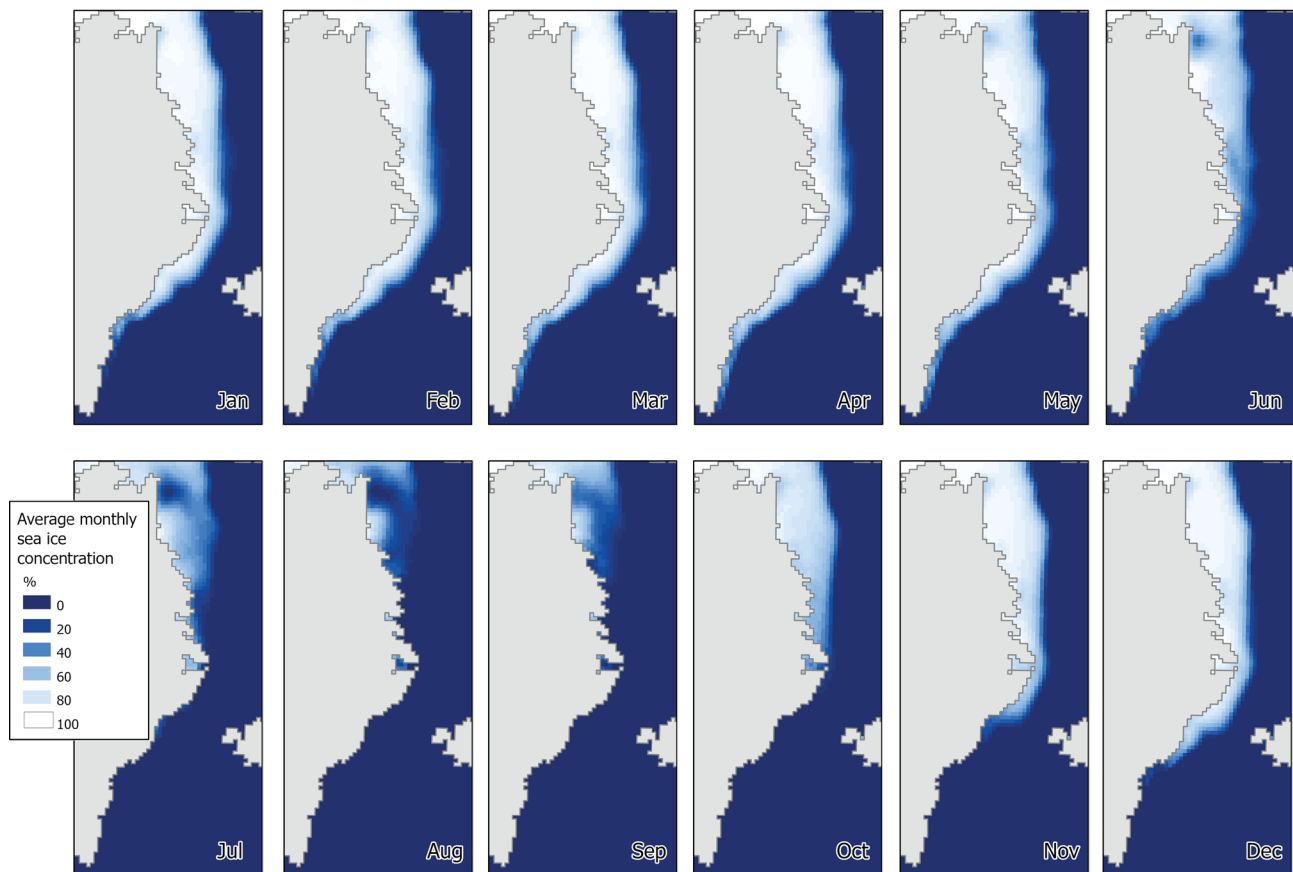 Jan
Feb
Mar
Apr
May
Jun
Average monthly
sea ice
concentration
%
0
20
40
60
80
100
Jul
Aug
Sep
Oct
Nov
Dec